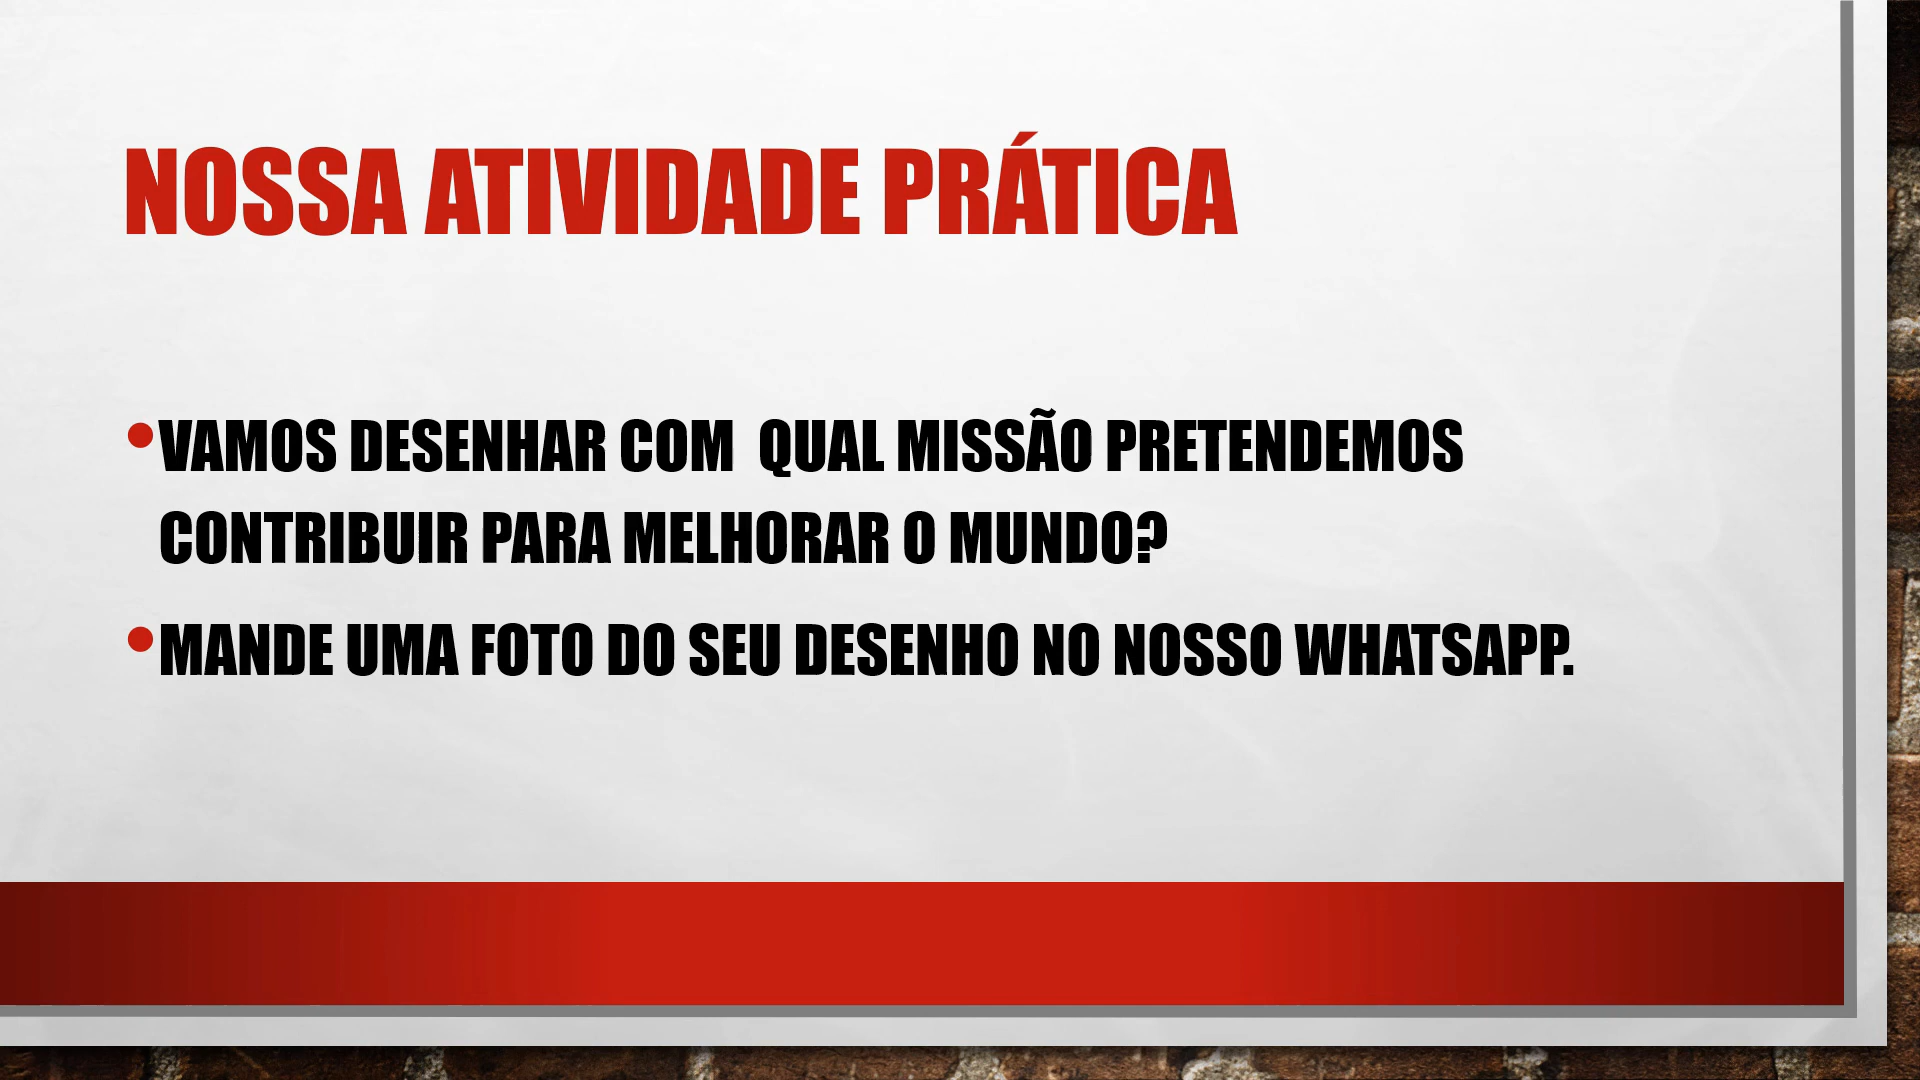 NOSSA ATIVIDADE PRÁTICA
•VAMOS DESENHAR COM  QUAL MISSÃO PRETENDEMOS
CONTRIBUIR PARA MELHORAR O MUNDO?
•MANDE UMA FOTO DO SEU DESENHO NO NOSSO WHATSAPP.